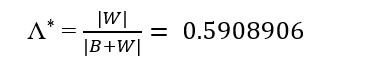 Λ* = |W| / |B+W| = 0.5908906